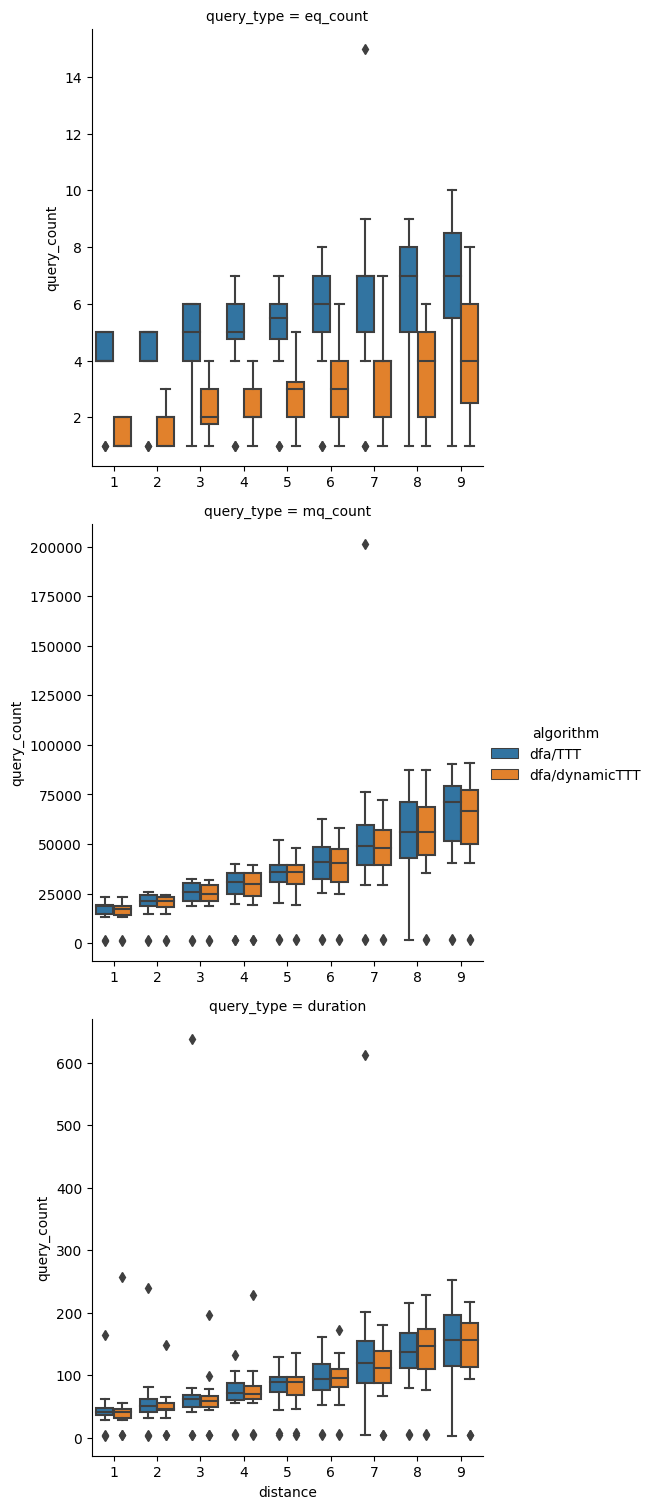 query_type = eq_count
14
12
10
8
6
4
2
query_count
1 2 3 4 5 6 7 8 9
query_type = mq_count
200000
175000
150000
125000
100000
75000
50000
25000
0
query_count
1 2 3 4 5 6 7 8 9
algorithm
dfa/TTT
dfa/dynamicTTT
query_type = duration
600
500
400
300
200
100
0
query_count
1 2 3 4 5 6 7 8 9
distance